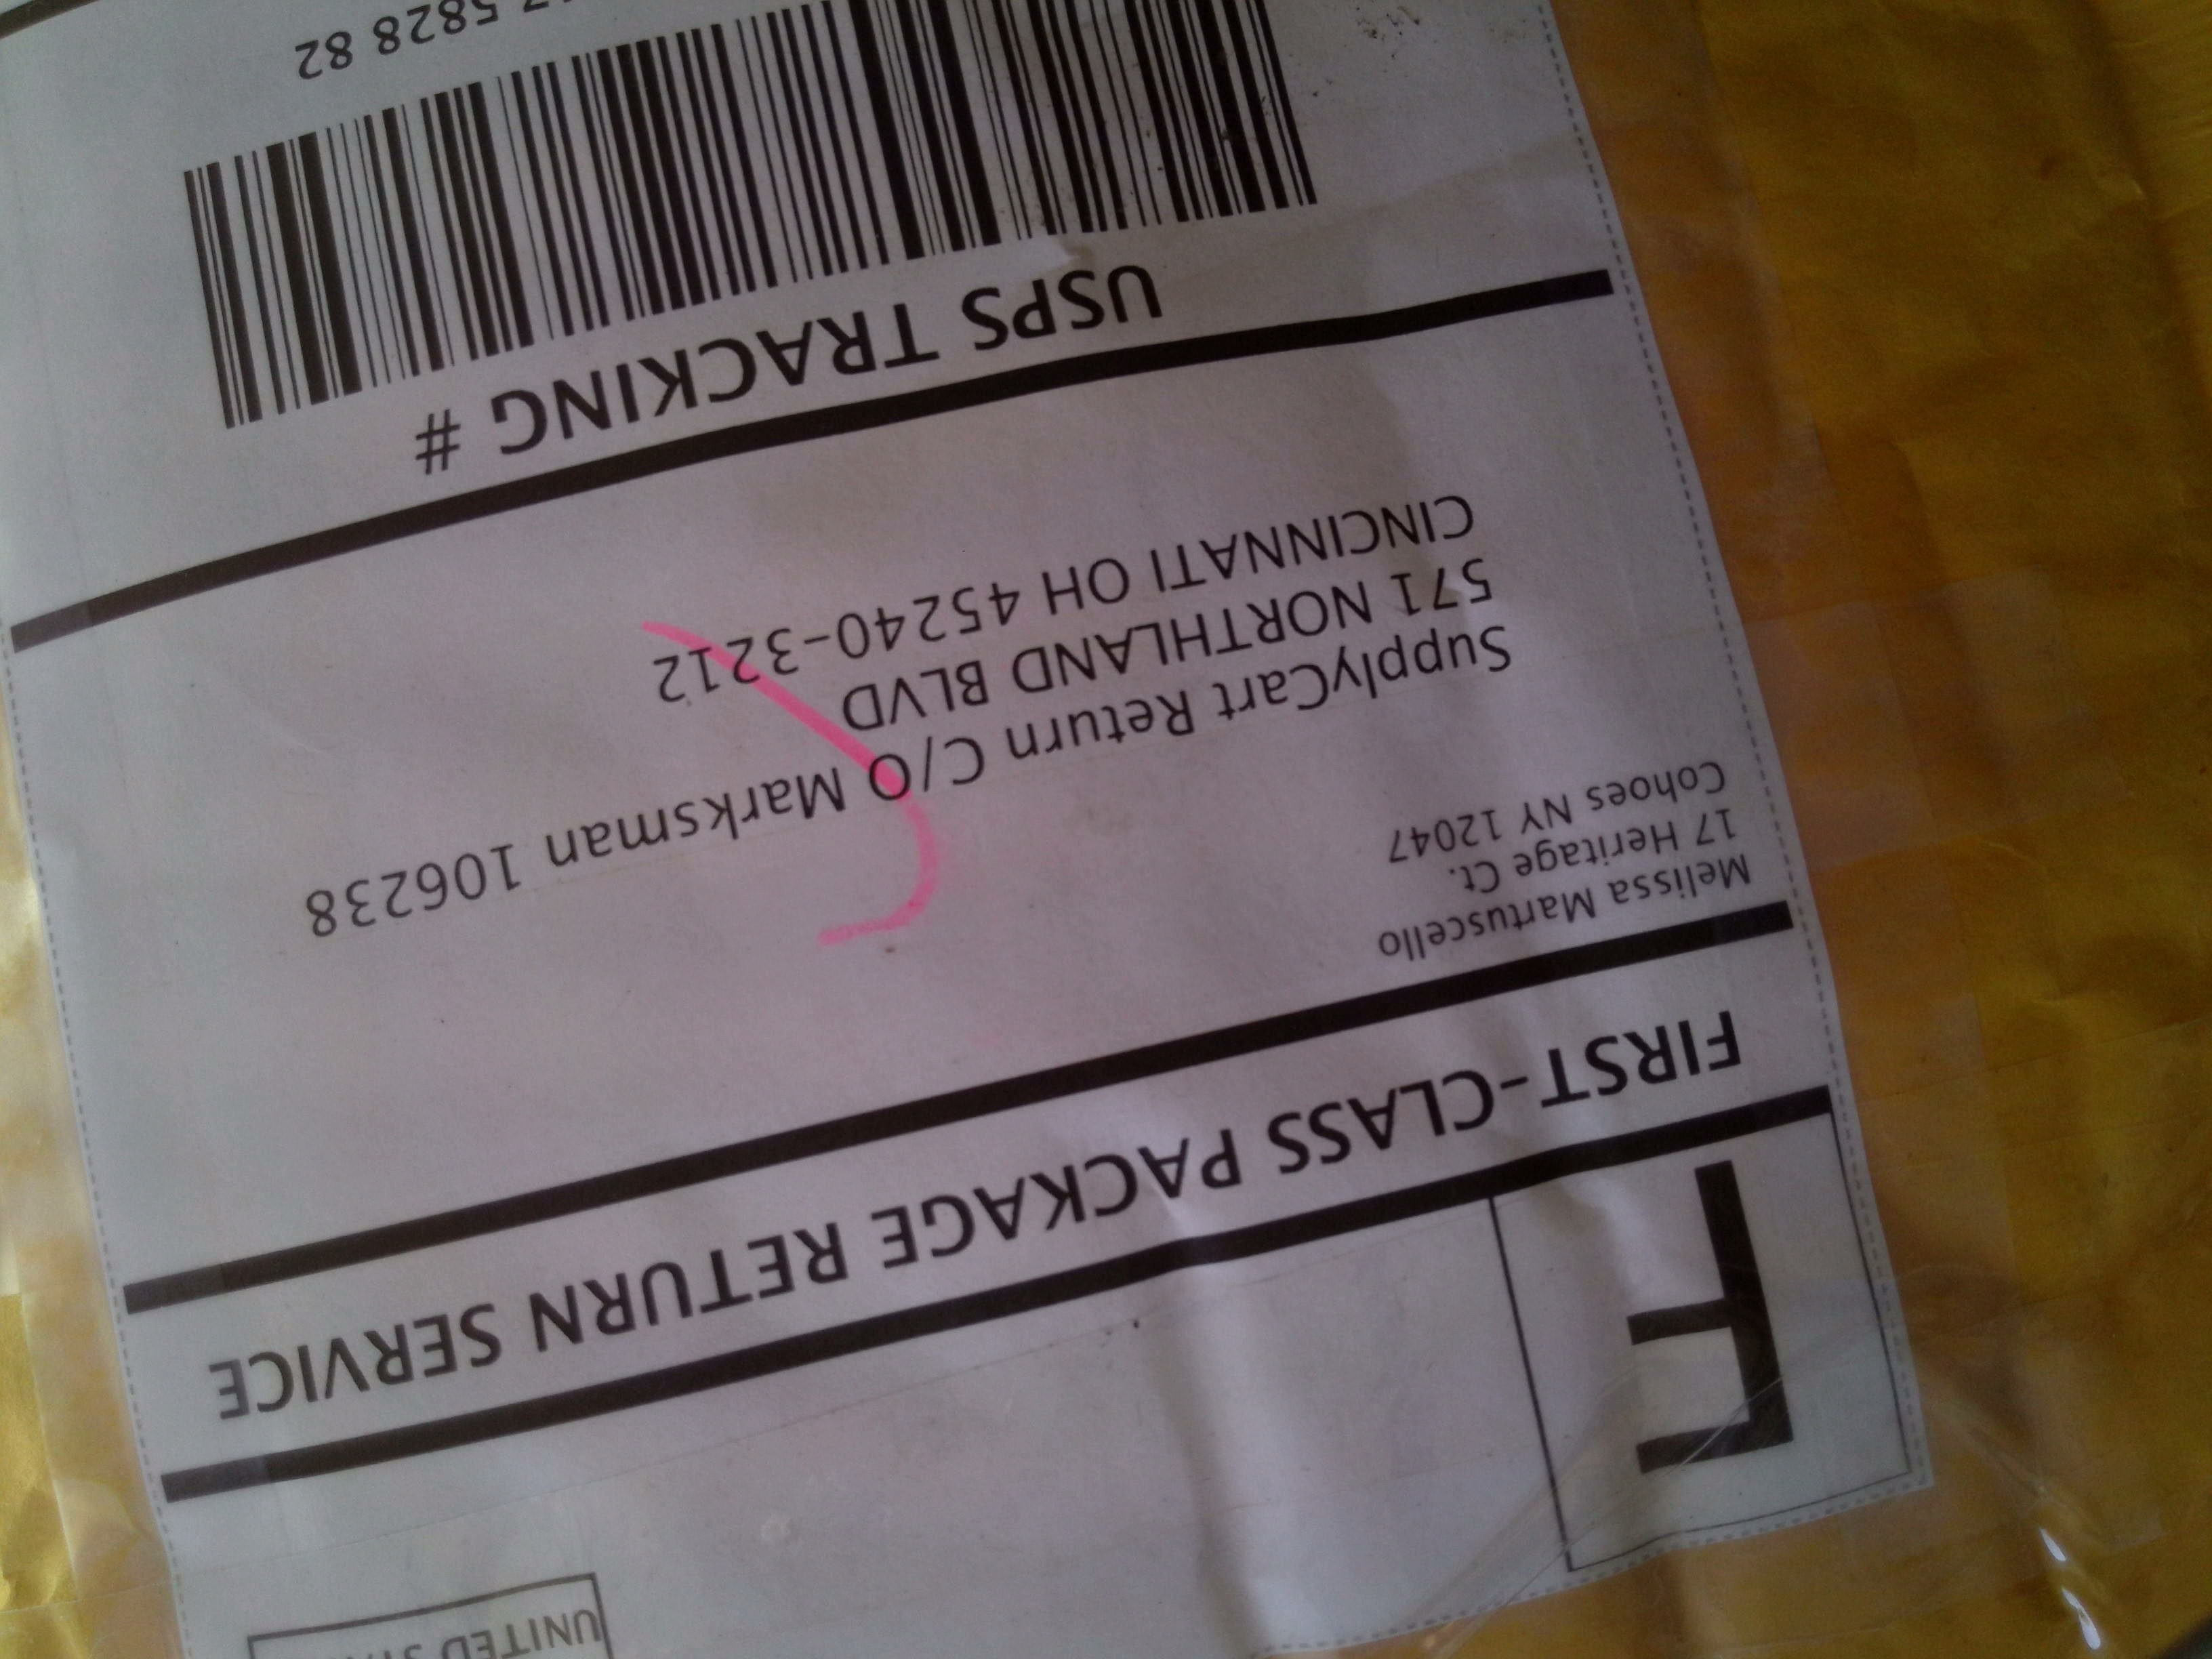 UNITED
F
FIRST-CLASS PACKAGE RETURN SERVICE
Melissa Martuscello
17 Heritage Ct.
Cohoes NY 12047
SupplyCart Return C/O Marksman 106238
571 NORTHLAND BLVD
CINCINNATI OH 45240-3212
USPS TRACKING #
5828 82